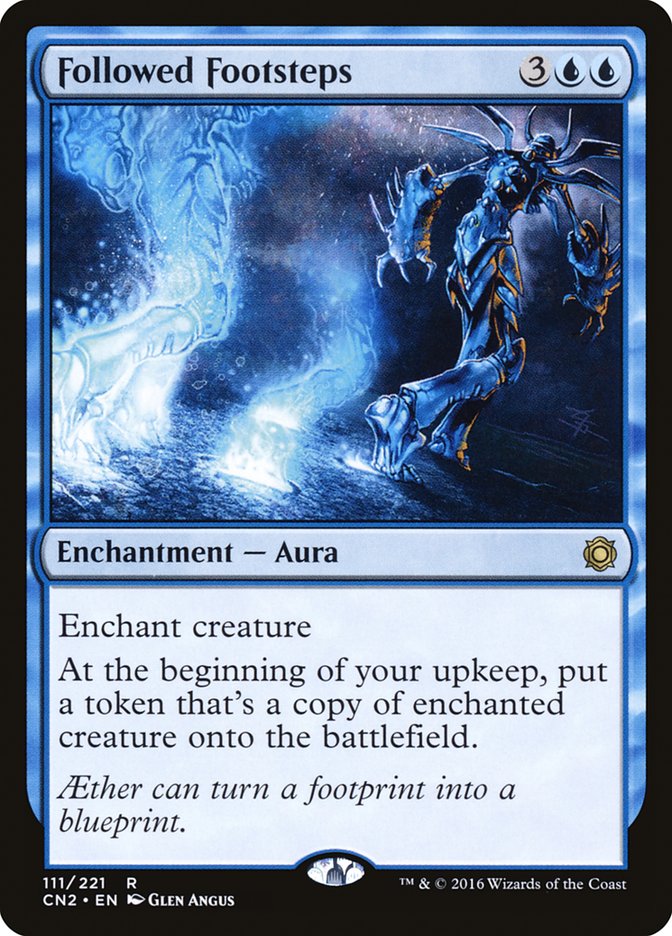 Followed Footsteps 3
Enchantment — Aura
Enchant creature
At the beginning of your upkeep, put
a token that's a copy of enchanted
creature onto the battlefield.
Æther can turn a footprint into a
blueprint.
111/221 R
CN2 • EN Glen Angus
™ & © 2016 Wizards of the Coast